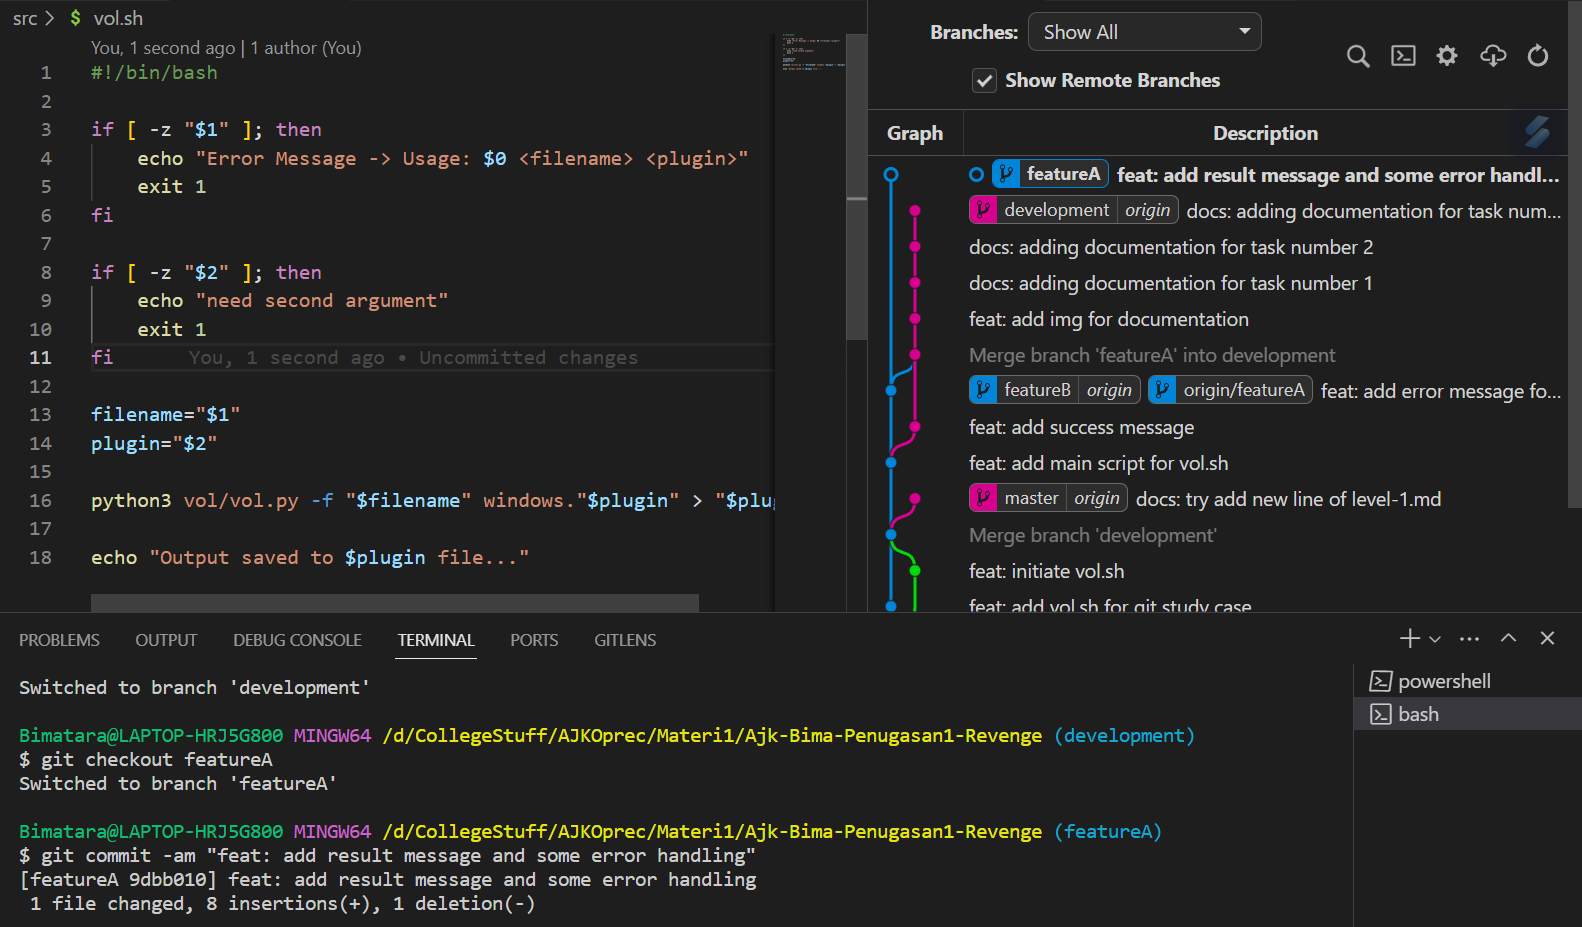 src > $ vol.sh
You, 1 second ago | 1 author (You)
1 #!/bin/bash
2
3 if [ -z "$1" ]; then
4 echo "Error Message -> Usage: $0 <filename> <plugin>"
5 exit 1
6 fi
7
8 if [ -z "$2" ]; then
9 echo "need second argument"
10 exit 1
11 fi You, 1 second ago • Uncommitted changes
12
13 filename="$1"
14 plugin="$2"
15
16 python3 vol/vol.py -f "$filename" windows."$plugin" > "$plu
17
18 echo "Output saved to $plugin file..."
Branches: Show All
Show Remote Branches
Graph Description
featureA feat: add result message and some error handl...
development origin docs: adding documentation for task num...
docs: adding documentation for task number 2
docs: adding documentation for task number 1
feat: add img for documentation
Merge branch 'featureA' into development
featureB origin origin/featureA feat: add error message fo...
feat: add success message
feat: add main script for vol.sh
master origin docs: try add new line of level-1.md
Merge branch 'development'
feat: initiate vol.sh
feat: add vol.sh for git study case
PROBLEMS OUTPUT DEBUG CONSOLE TERMINAL PORTS GITLENS
Switched to branch 'development'
Bimatara@LAPTOP-HRJ5G800 MINGW64 /d/CollegeStuff/AJKOprec/Materi1/Ajk-Bima-Penugasan1-Revenge (development)
$ git checkout featureA
Switched to branch 'featureA'
Bimatara@LAPTOP-HRJ5G800 MINGW64 /d/CollegeStuff/AJKOprec/Materi1/Ajk-Bima-Penugasan1-Revenge (featureA)
$ git commit -am "feat: add result message and some error handling"
[featureA 9dbb010] feat: add result message and some error handling
1 file changed, 8 insertions(+), 1 deletion(-)
powershell
bash